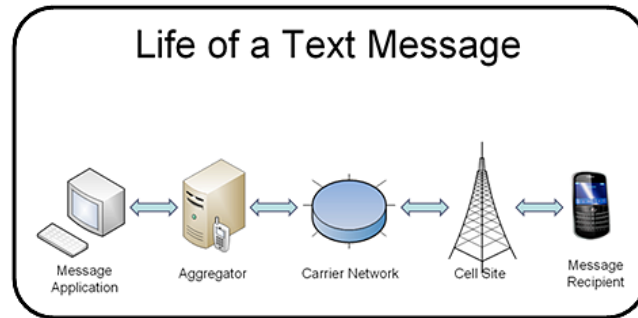 Life of a Text Message
Message
Application
Aggregator
Carrier Network
Cell Site
Message
Recipient